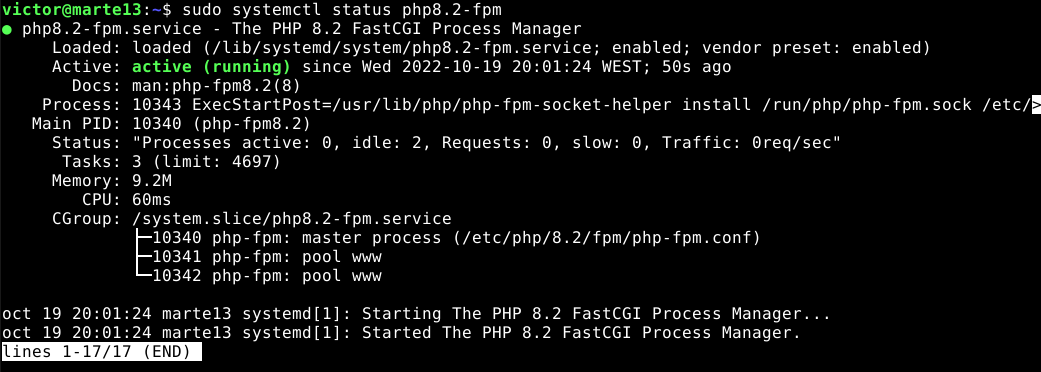 victor@marte13:~$ sudo systemctl status php8.2-fpm
● php8.2-fpm.service - The PHP 8.2 FastCGI Process Manager
     Loaded: loaded (/lib/systemd/system/php8.2-fpm.service; enabled; vendor preset: enabled)
     Active: active (running) since Wed 2022-10-19 20:01:24 WEST; 50s ago
       Docs: man:php-fpm8.2(8)
    Process: 10343 ExecStartPost=/usr/lib/php/php-fpm-socket-helper install /run/php/php-fpm.sock /etc/>
   Main PID: 10340 (php-fpm8.2)
     Status: "Processes active: 0, idle: 2, Requests: 0, slow: 0, Traffic: 0req/sec"
      Tasks: 3 (limit: 4697)
     Memory: 9.2M
        CPU: 60ms
     CGroup: /system.slice/php8.2-fpm.service
             ├─10340 php-fpm: master process (/etc/php/8.2/fpm/php-fpm.conf)
             ├─10341 php-fpm: pool www
             └─10342 php-fpm: pool www
oct 19 20:01:24 marte13 systemd[1]: Starting The PHP 8.2 FastCGI Process Manager...
oct 19 20:01:24 marte13 systemd[1]: Started The PHP 8.2 FastCGI Process Manager.
lines 1-17/17 (END)